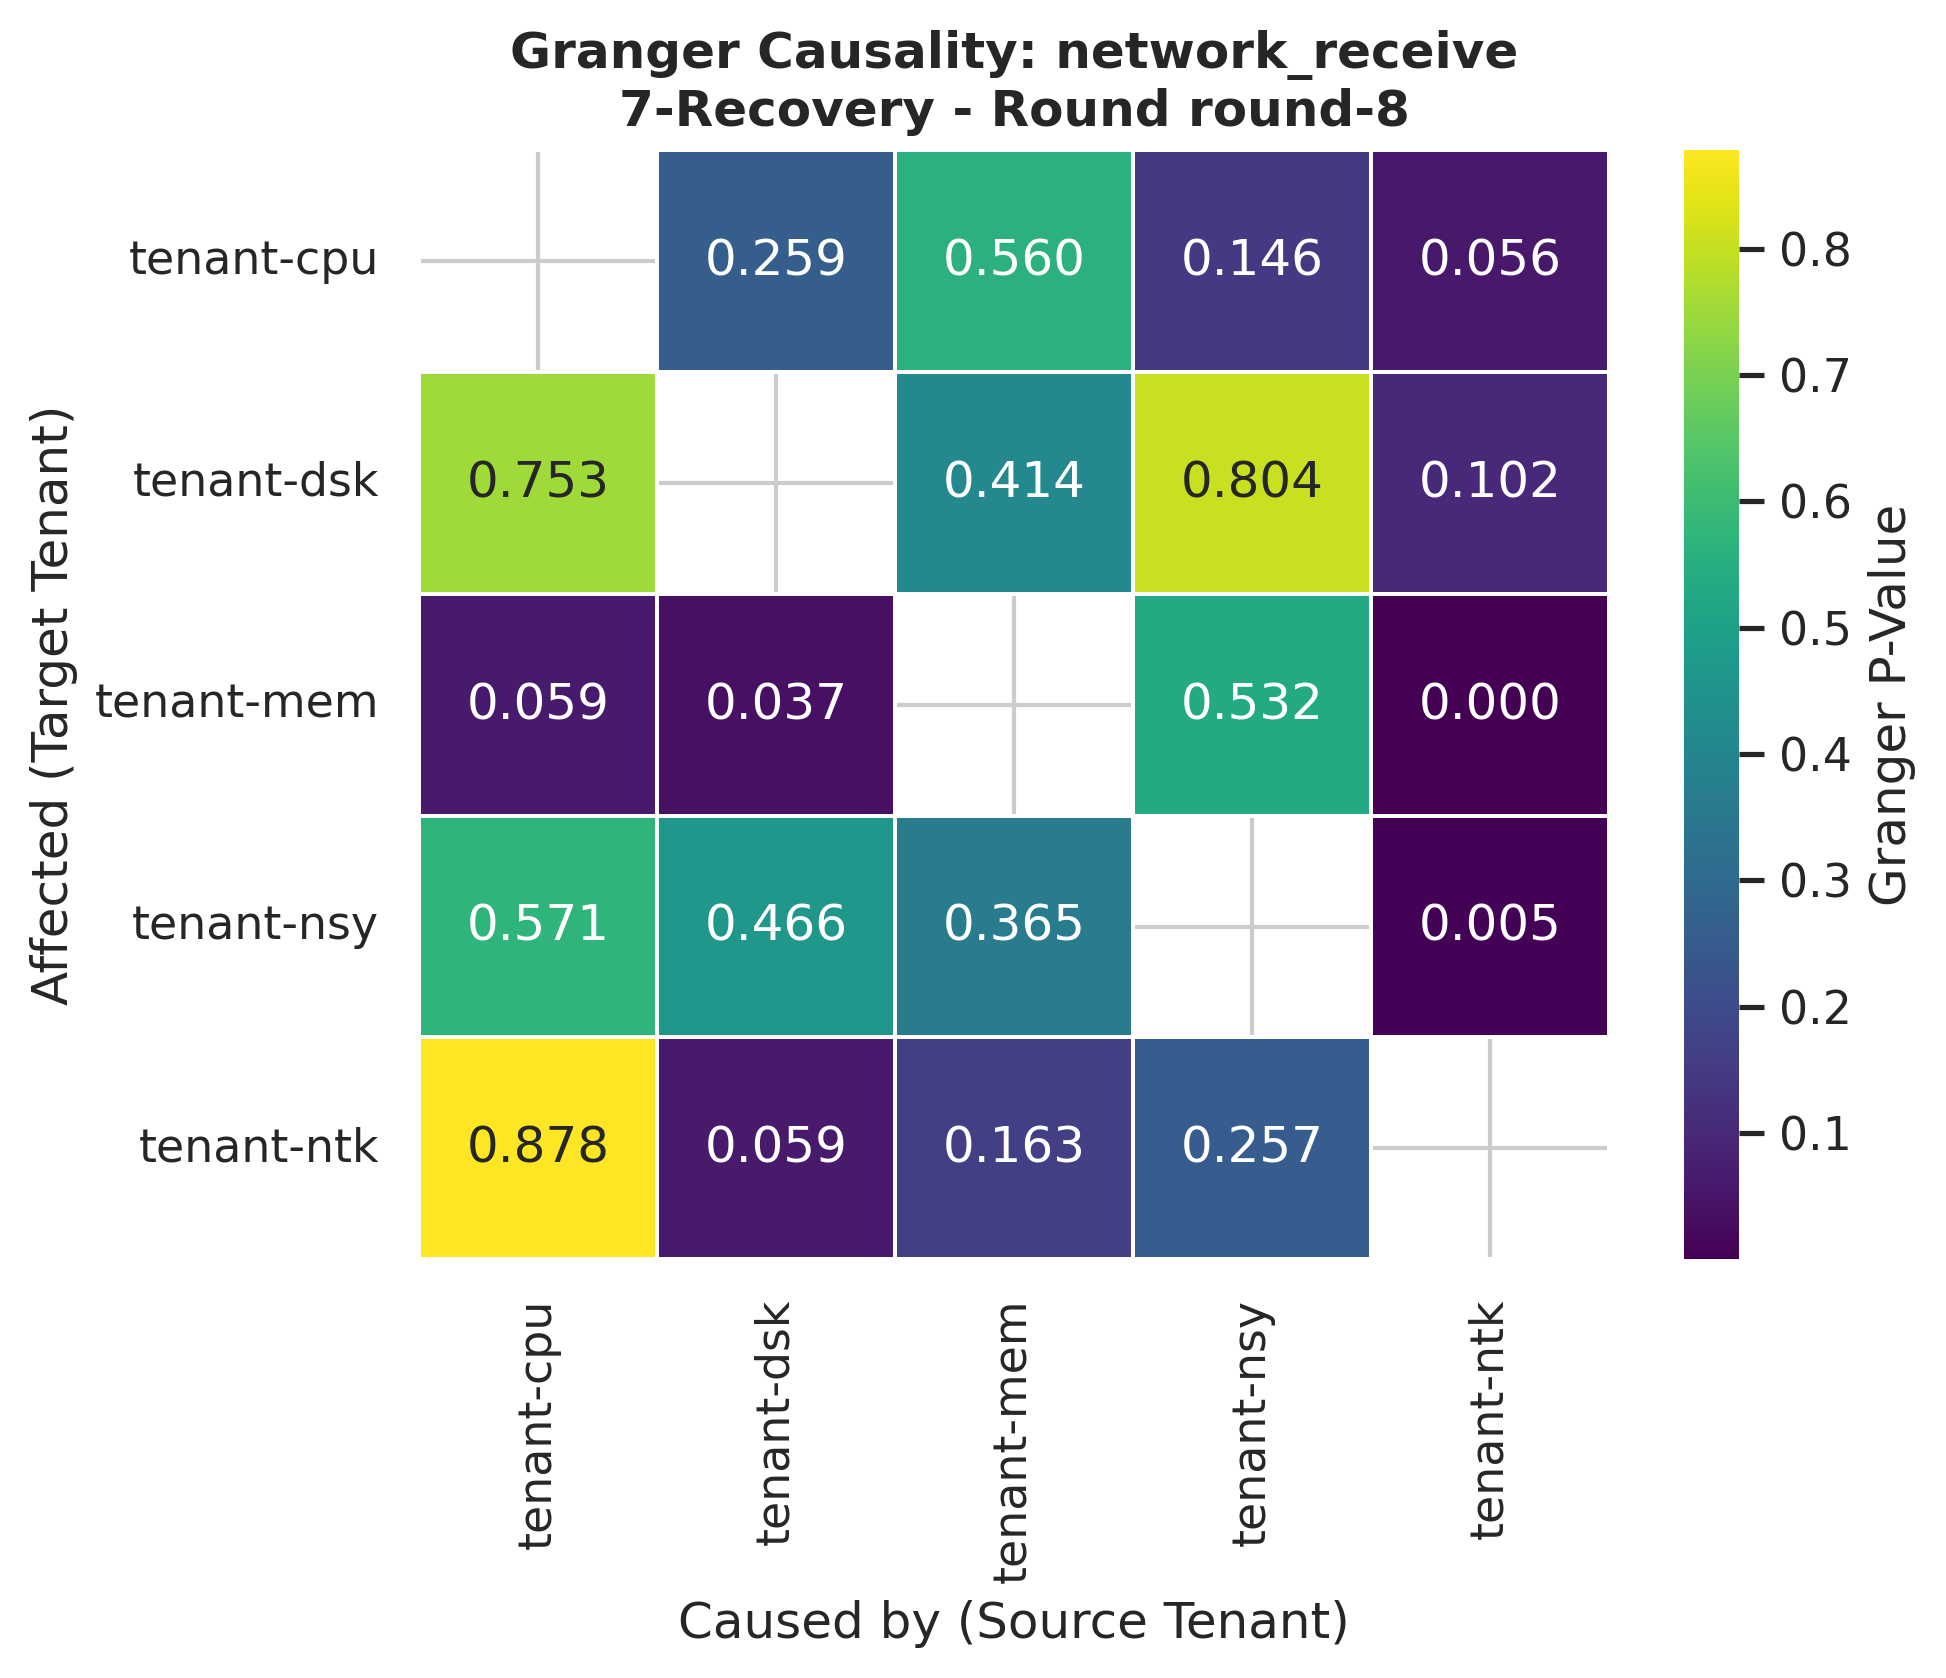 Granger Causality: network_receive
7-Recovery - Round round-8
Affected (Target Tenant)
tenant-cpu
0.259
0.560
0.146
0.056
tenant-dsk
0.753
0.414
0.804
0.102
tenant-mem
0.059
0.037
0.532
0.000
tenant-nsy
0.571
0.466
0.365
0.005
tenant-ntk
0.878
0.059
0.163
0.257
tenant-cpu
tenant-dsk
tenant-mem
tenant-nsy
tenant-ntk
Caused by (Source Tenant)
0.8
0.7
0.6
0.5
0.4
0.3
0.2
0.1
Granger P-Value